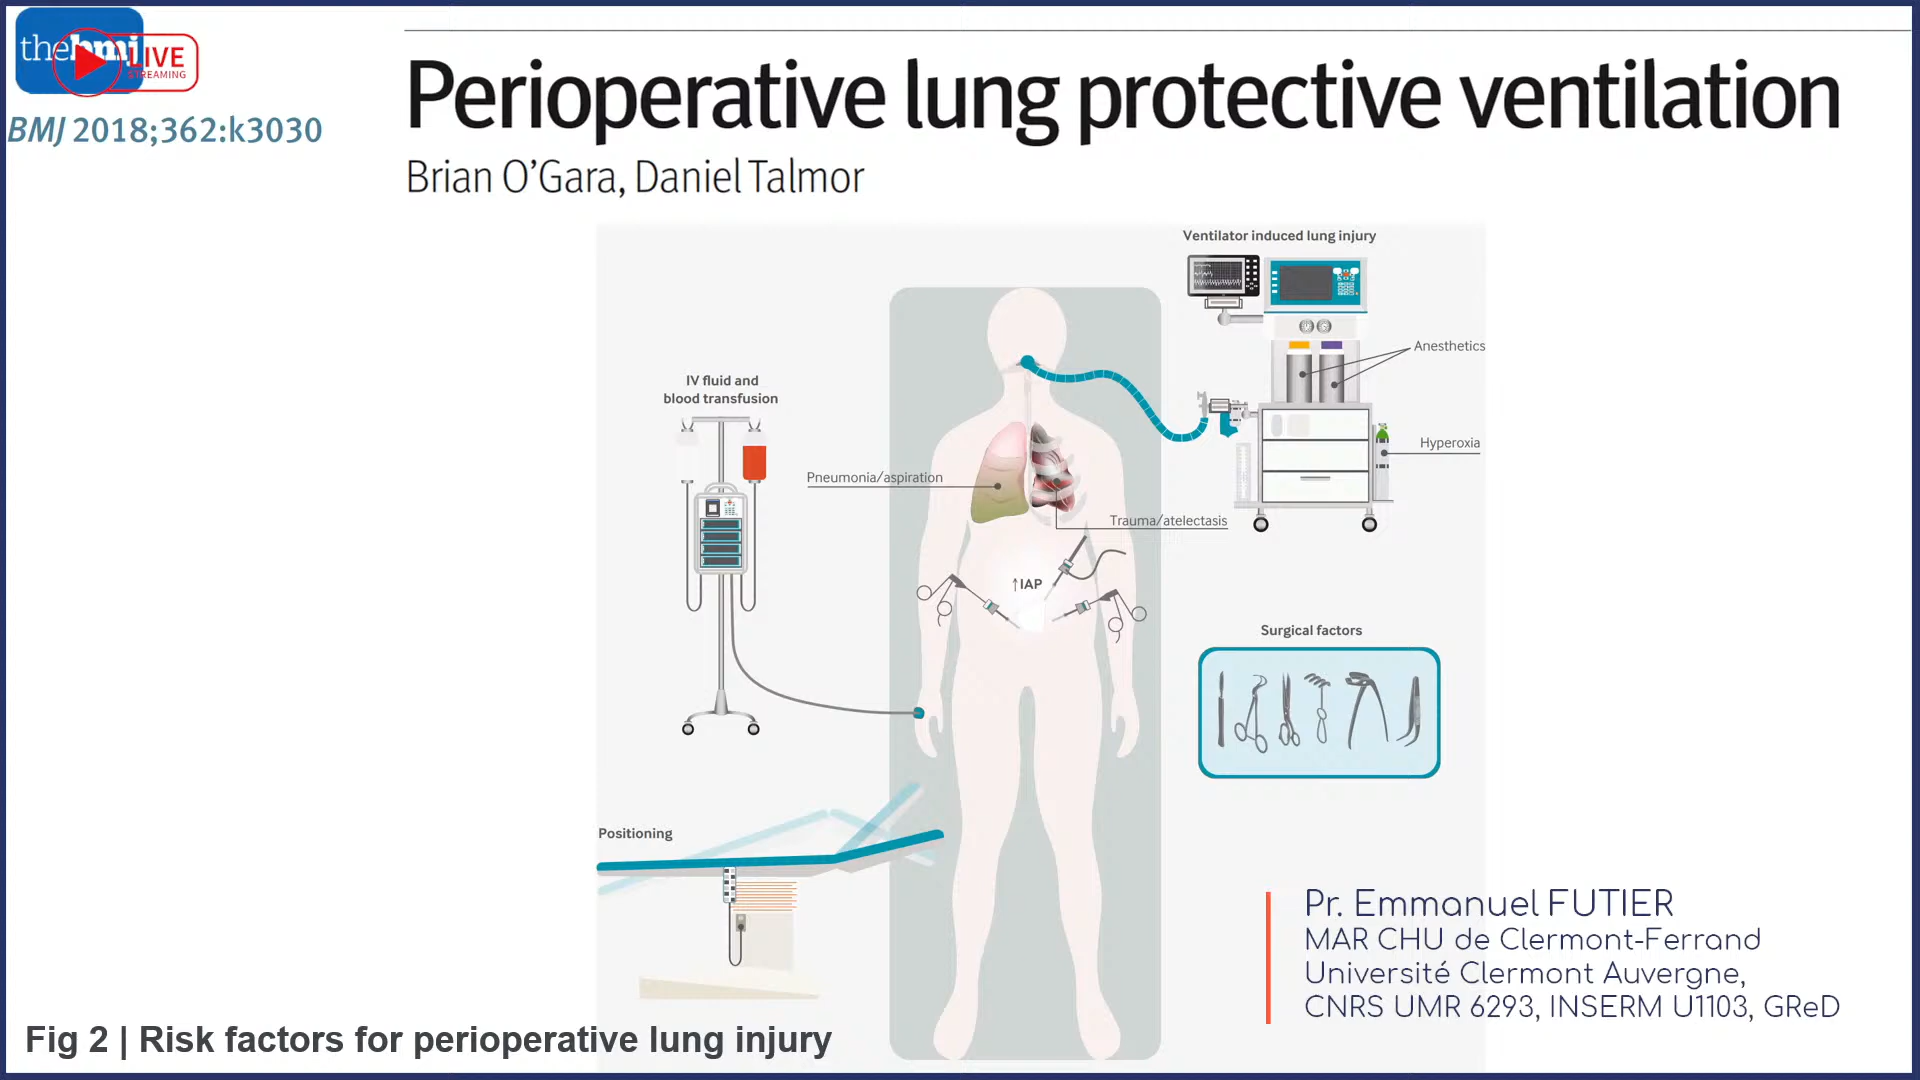 thebmj
LIVE
STREAMING
BMJ 2018;362:k3030
Perioperative lung protective ventilation
Brian O’Gara, Daniel Talmor
Ventilator induced lung injury
Anesthetics
IV fluid and
blood transfusion
Hyperoxia
Pneumonia/aspiration
Trauma/atelectasis
↑IAP
Surgical factors
Positioning
Pr. Emmanuel FUTIER
MAR CHU de Clermont-Ferrand
Université Clermont Auvergne,
CNRS UMR 6293, INSERM U1103, GReD
Fig 2 | Risk factors for perioperative lung injury